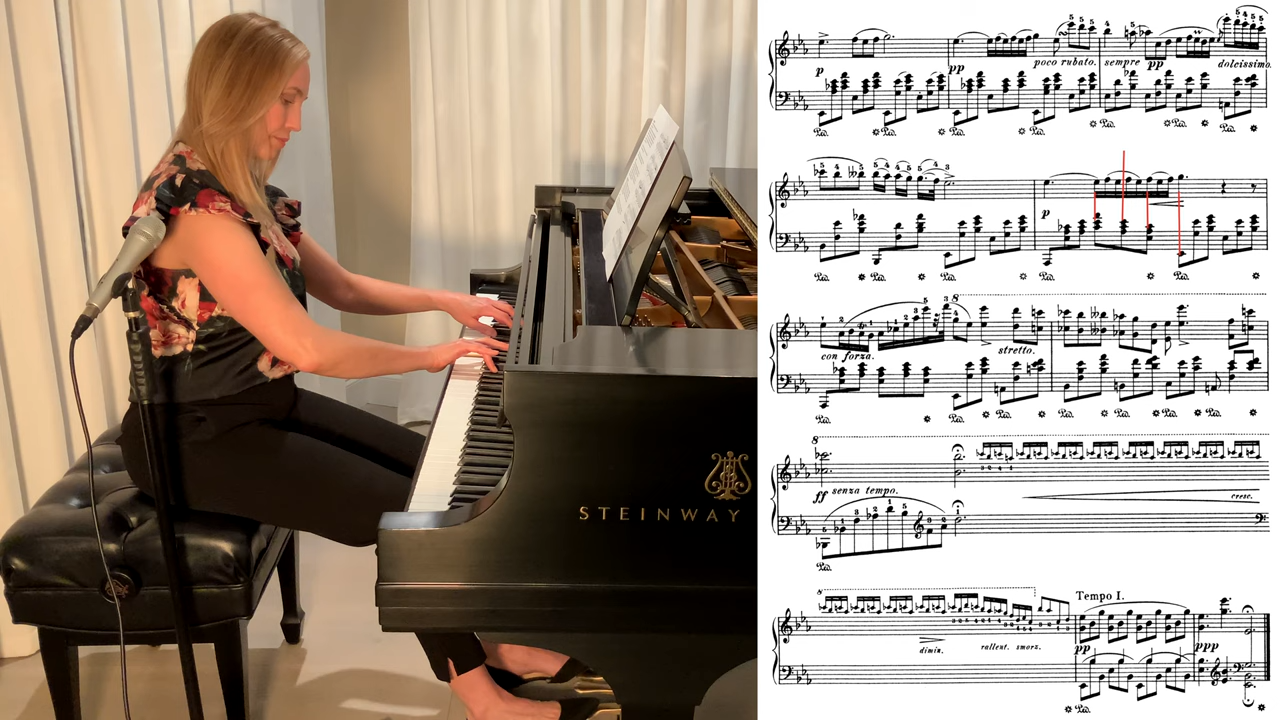 STEINWAY
p pp poco rubato. sempre pp dolcissimo.
p
con forza. stretto.
ff senza tempo. cresc.
dimin. rallent. smorz. Tempo I. pp ppp